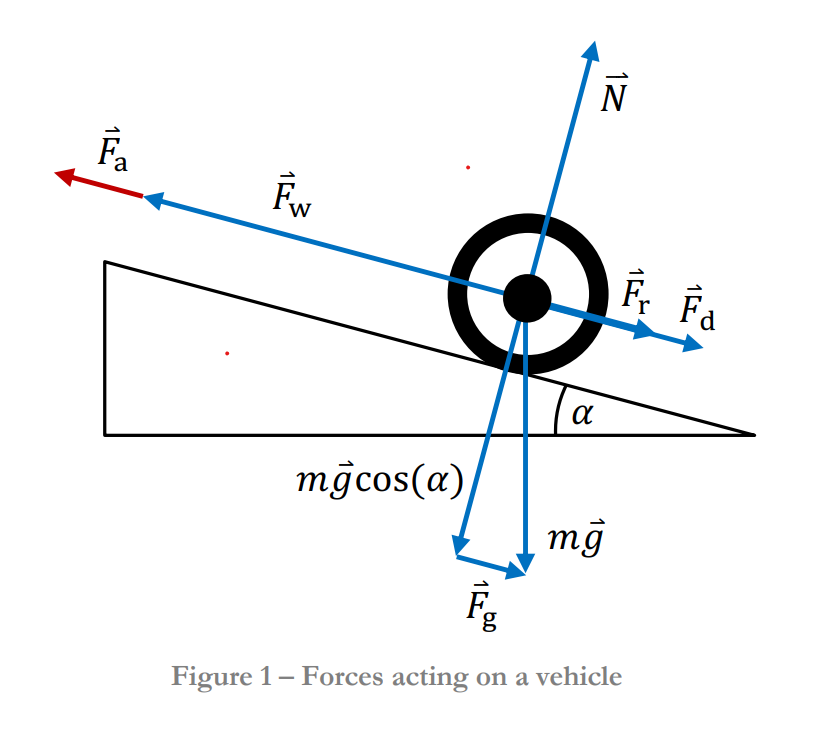 N⃗
F⃗a
F⃗w
F⃗r
F⃗d
α
mg⃗cos(α)
mg⃗
F⃗g
Figure 1 – Forces acting on a vehicle